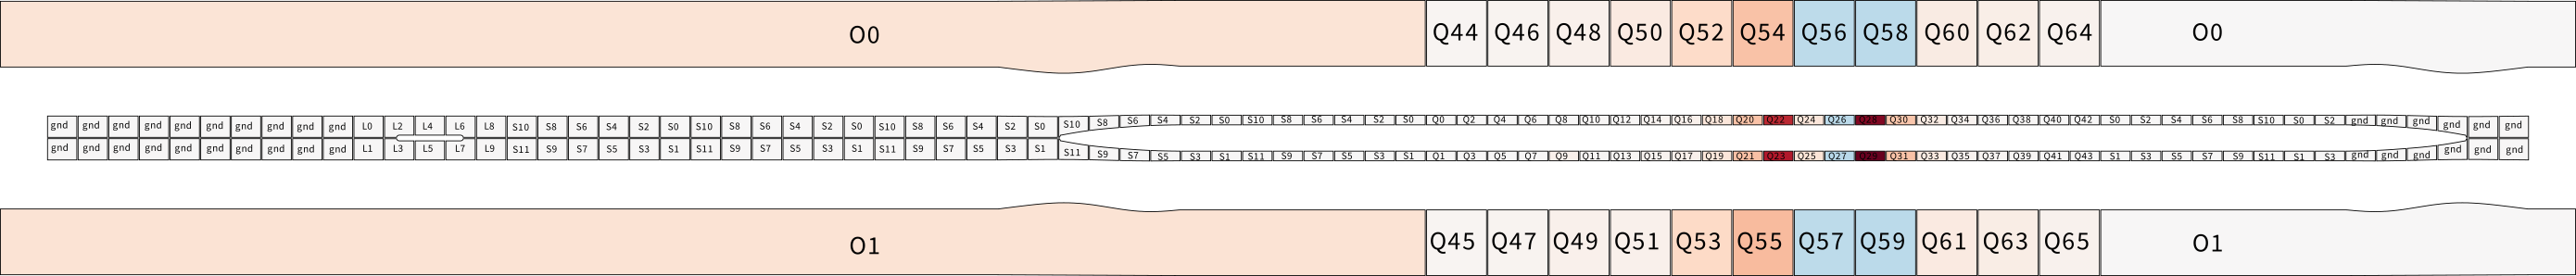 O0 Q44 Q46 Q48 Q50 Q52 Q54 Q56 Q58 Q60 Q62 Q64 O0
gnd gnd gnd gnd gnd gnd gnd gnd gnd gnd L0 L2 L4 L6 L8 S10 S8 S6 S4 S2 S0 S10 S8 S6 S4 S2 S0 S10 S8 S6 S4 S2 S0 S10 S8 S6 S4 S2 S0 S10 S8 S6 S4 S2 S0 Q0 Q2 Q4 Q6 Q8 Q10 Q12 Q14 Q16 Q18 Q20 Q22 Q24 Q26 Q28 Q30 Q32 Q34 Q36 Q38 Q40 Q42 S0 S2 S4 S6 S8 S10 S0 S2 gnd gnd gnd gnd gnd gnd
gnd gnd gnd gnd gnd gnd gnd gnd gnd gnd L1 L3 L5 L7 L9 S11 S9 S7 S5 S3 S1 S11 S9 S7 S5 S3 S1 S11 S9 S7 S5 S3 S1 S11 S9 S7 S5 S3 S1 S11 S9 S7 S5 S3 S1 Q1 Q3 Q5 Q7 Q9 Q11 Q13 Q15 Q17 Q19 Q21 Q23 Q25 Q27 Q29 Q31 Q33 Q35 Q37 Q39 Q41 Q43 S1 S3 S5 S7 S9 S11 S1 S3 gnd gnd gnd gnd gnd gnd
O1 Q45 Q47 Q49 Q51 Q53 Q55 Q57 Q59 Q61 Q63 Q65 O1